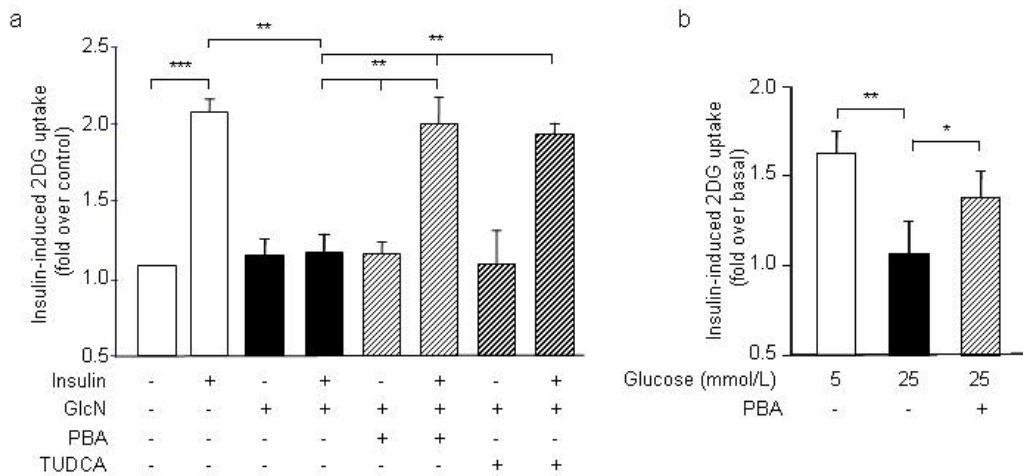 a
Insulin-induced 2DG uptake
(fold over control)
2.5
2.0
1.5
1.0
0.5
***
**
**
**
Insulin - + - + - + - +
GlcN - - + + + + + +
PBA - - - - + + - -
TUDCA - - - - - - + +
b
Insulin-induced 2DG uptake
(fold over basal)
2.0
1.5
1.0
0.5
**
*
Glucose (mmol/L) 5 25 25
PBA - - +